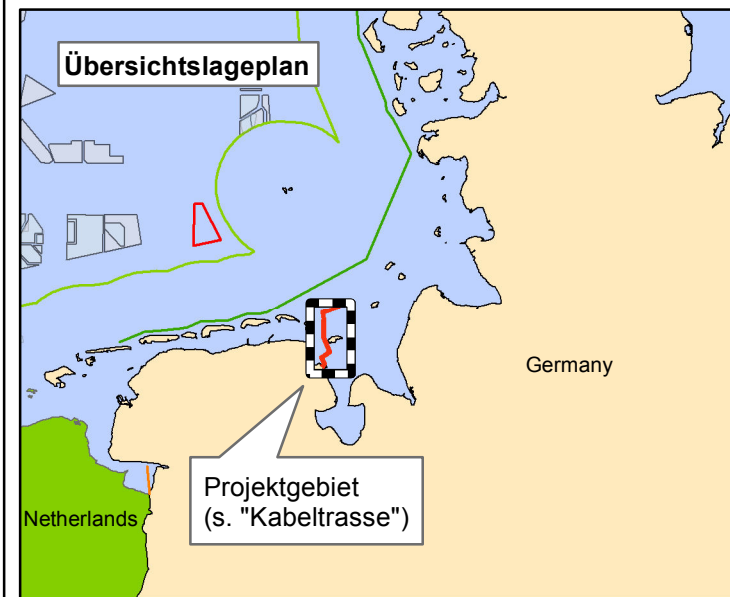 Übersichtslageplan
Germany
Projektgebiet
(s. "Kabeltrasse")
Netherlands